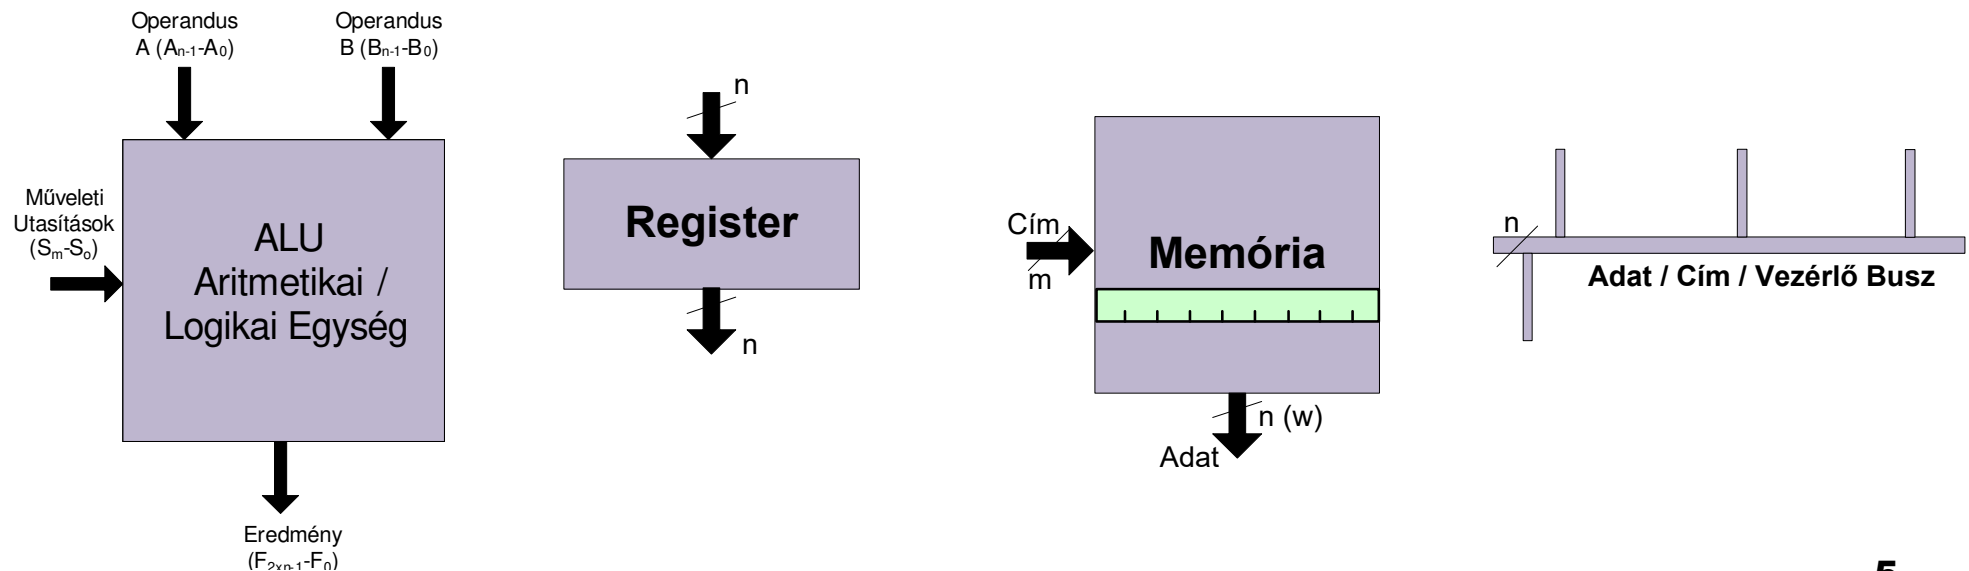 Operandus
A (An-1-A0)
Operandus
B (Bn-1-B0)
Műveleti
Utasítások
(Sm-So)
ALU
Aritmetikai /
Logikai Egység
Eredmény
(F2xn-1-F0)
n
Register
n
Cím
m
Memória
n (w)
Adat
n
Adat / Cím / Vezérlő Busz
5